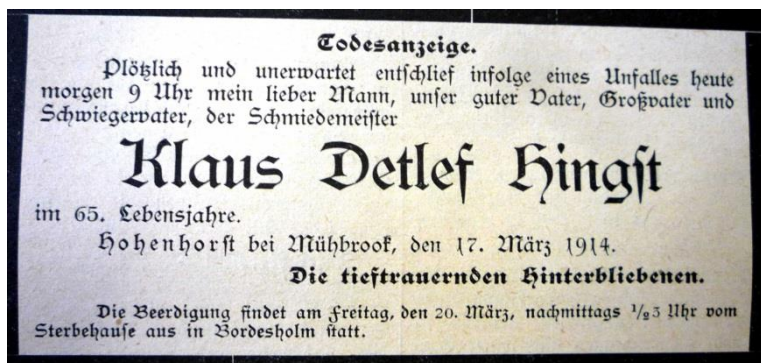 Todesanzeige.
Plötzlich und unerwartet entschlief infolge eines Unfalles heute
morgen 9 Uhr mein lieber Mann, unser guter Vater, Großvater und
Schwiegervater, der Schmiedemeister
Klaus Detlef Hingst
im 65. Lebensjahre.
Hohenhorst bei Mühbrook, den 17. März 1914.
Die tieftrauernden Hinterbliebenen.
Die Beerdigung findet am Freitag, den 20. März, nachmittags 1/23 Uhr vom
Sterbehause aus in Bordesholm statt.